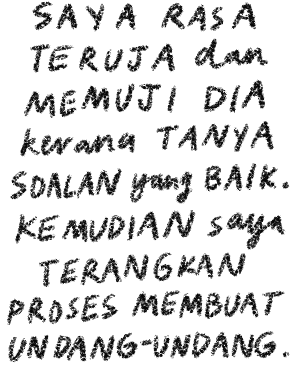 SAYA RASA
TERUJA dan
MEMUJI DIA
kerana TANYA
SOALAN yang BAIK.
KEMUDIAN saya
TERANGKAN
PROSES MEMBUAT
UNDANG-UNDANG.